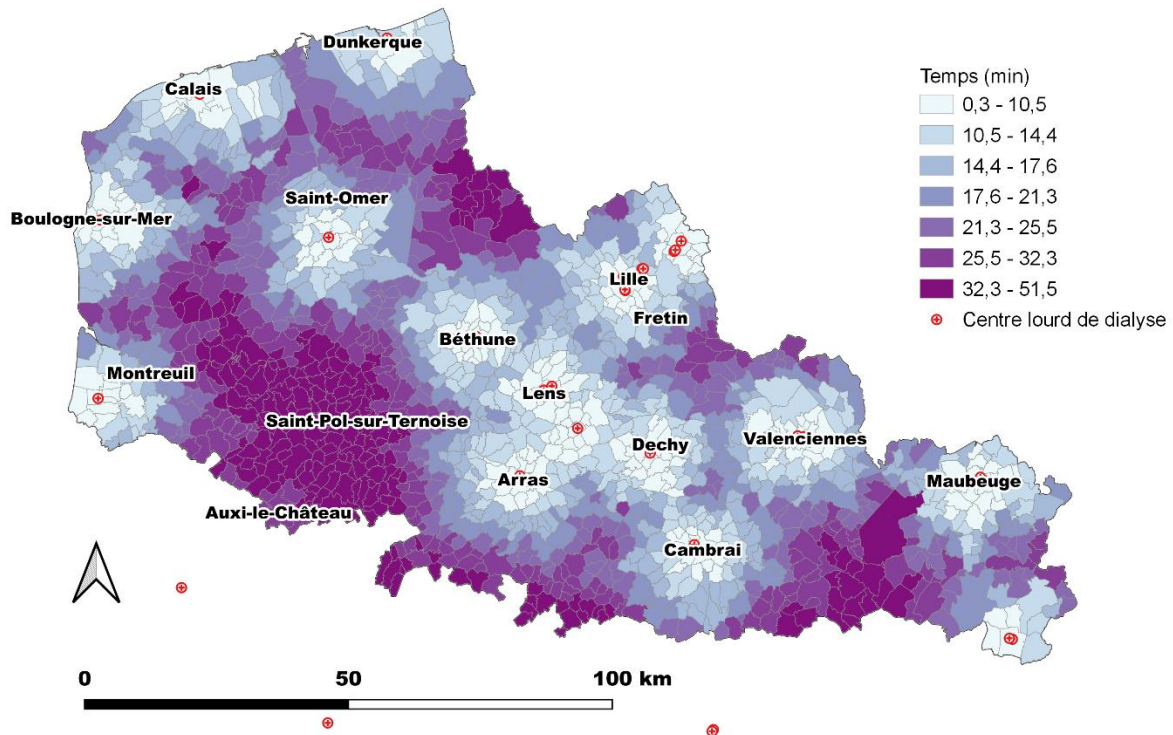 Dunkerque
Calais
Temps (min)
0,3 - 10,5
10,5 - 14,4
14,4 - 17,6
17,6 - 21,3
21,3 - 25,5
25,5 - 32,3
32,3 - 51,5
Centre lourd de dialyse
Saint-Omer
Boulogne-sur-Mer
Lille
Fretin
Béthune
Montreuil
Lens
Saint-Pol-sur-Ternoise
Dechy
Valenciennes
Arras
Maubeuge
Auxi-le-Château
Cambrai
0 50 100 km